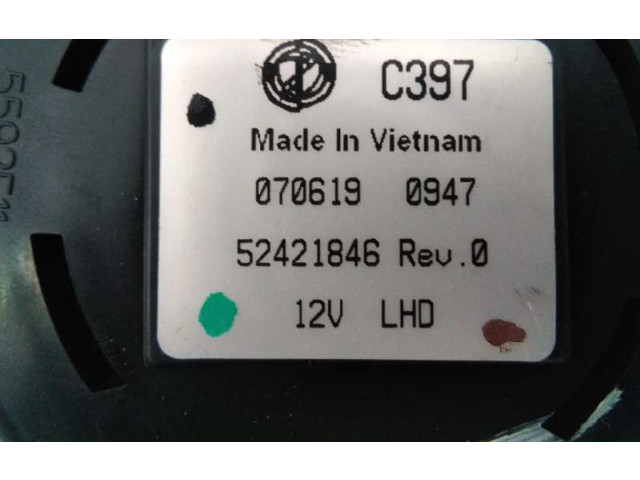 C397
Made In Vietnam
070619 0947
52421846 Rev.0
12V LHD